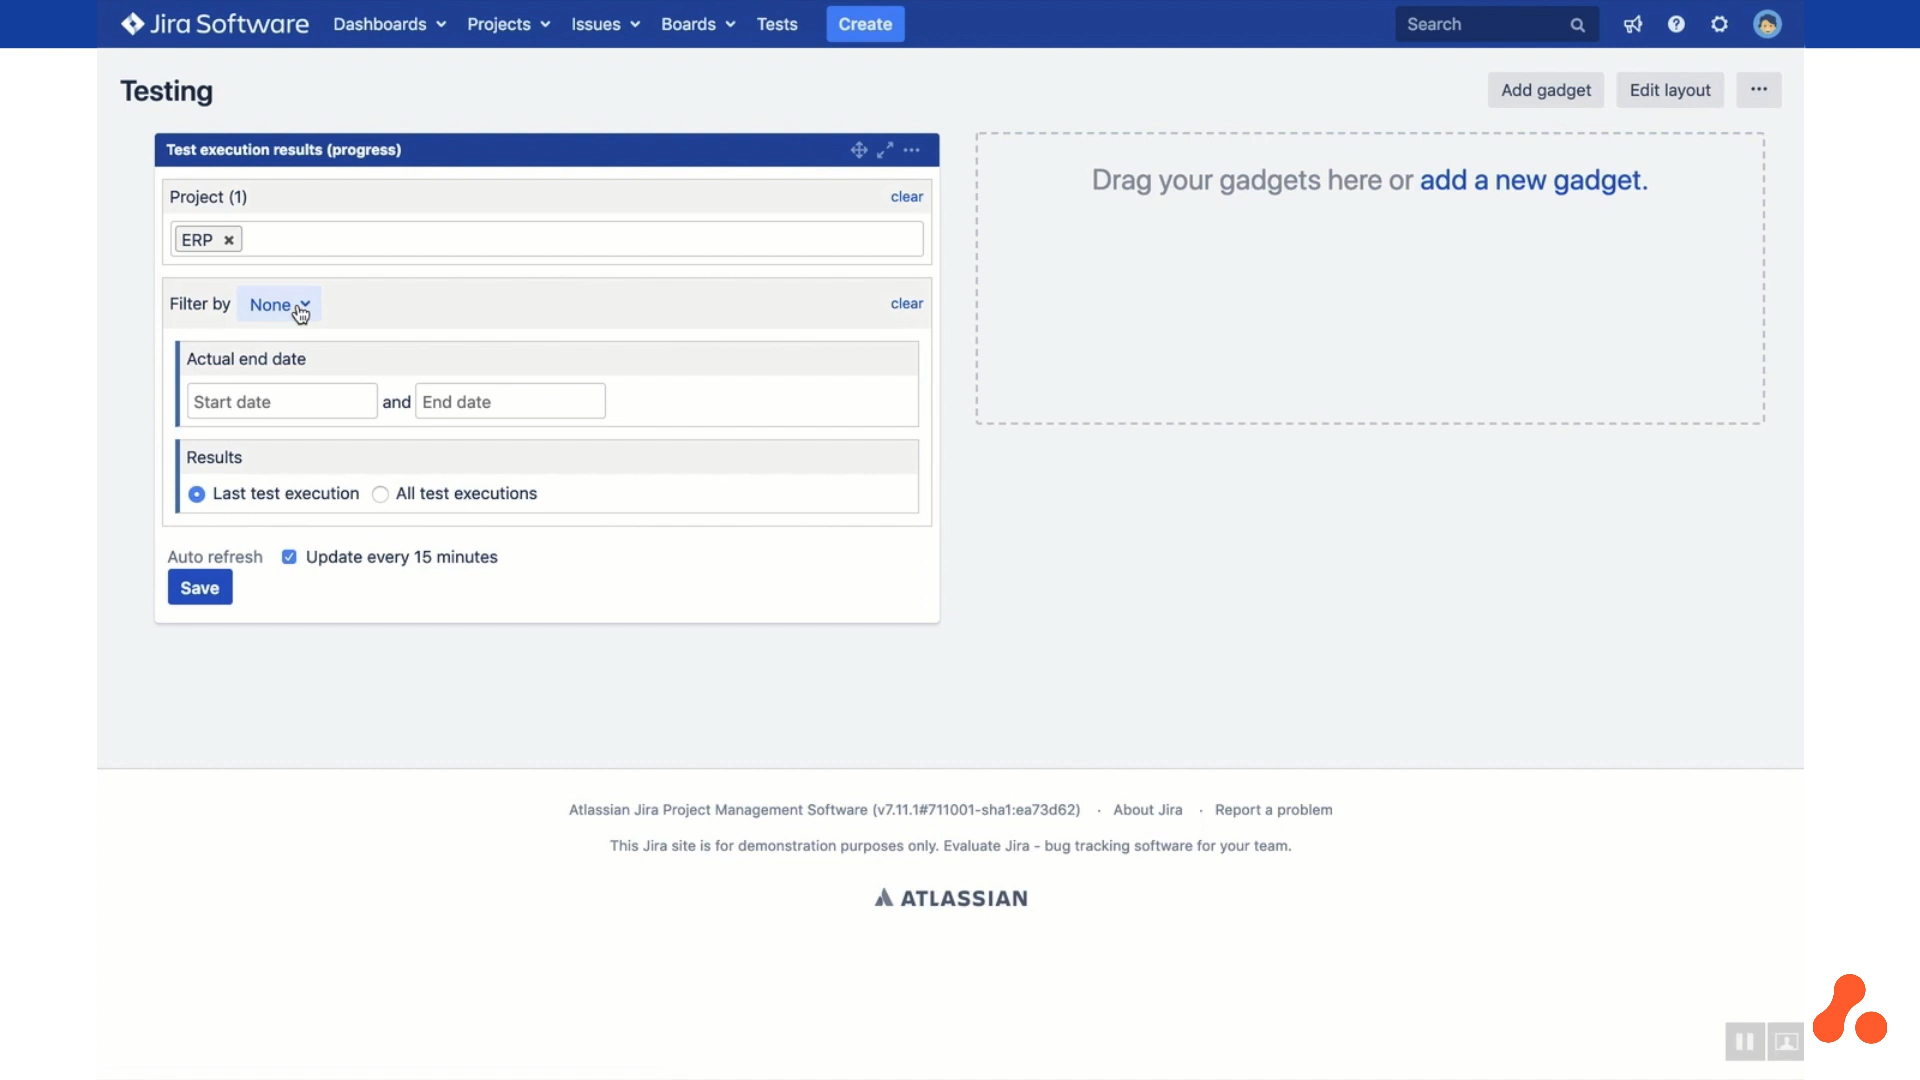 Jira Software Dashboards Projects Issues Boards Tests Create Search
Testing
Add gadget Edit layout
Test execution results (progress)
Project (1) clear
ERP
Filter by None clear
Actual end date
Start date and End date
Results
Last test execution All test executions
Auto refresh Update every 15 minutes
Save
Drag your gadgets here or add a new gadget.
Atlassian Jira Project Management Software (v7.11.1#711001-sha1:ea73d62) · About Jira · Report a problem
This Jira site is for demonstration purposes only. Evaluate Jira - bug tracking software for your team.
ATLASSIAN